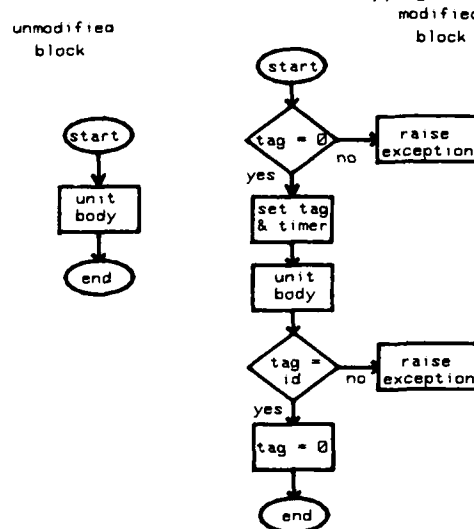 unmodified
block
start
unit
body
end
modified
block
start
tag = 0
no
raise
exception
yes
set tag
& timer
unit
body
tag =
id
no
raise
exception
yes
tag = 0
end